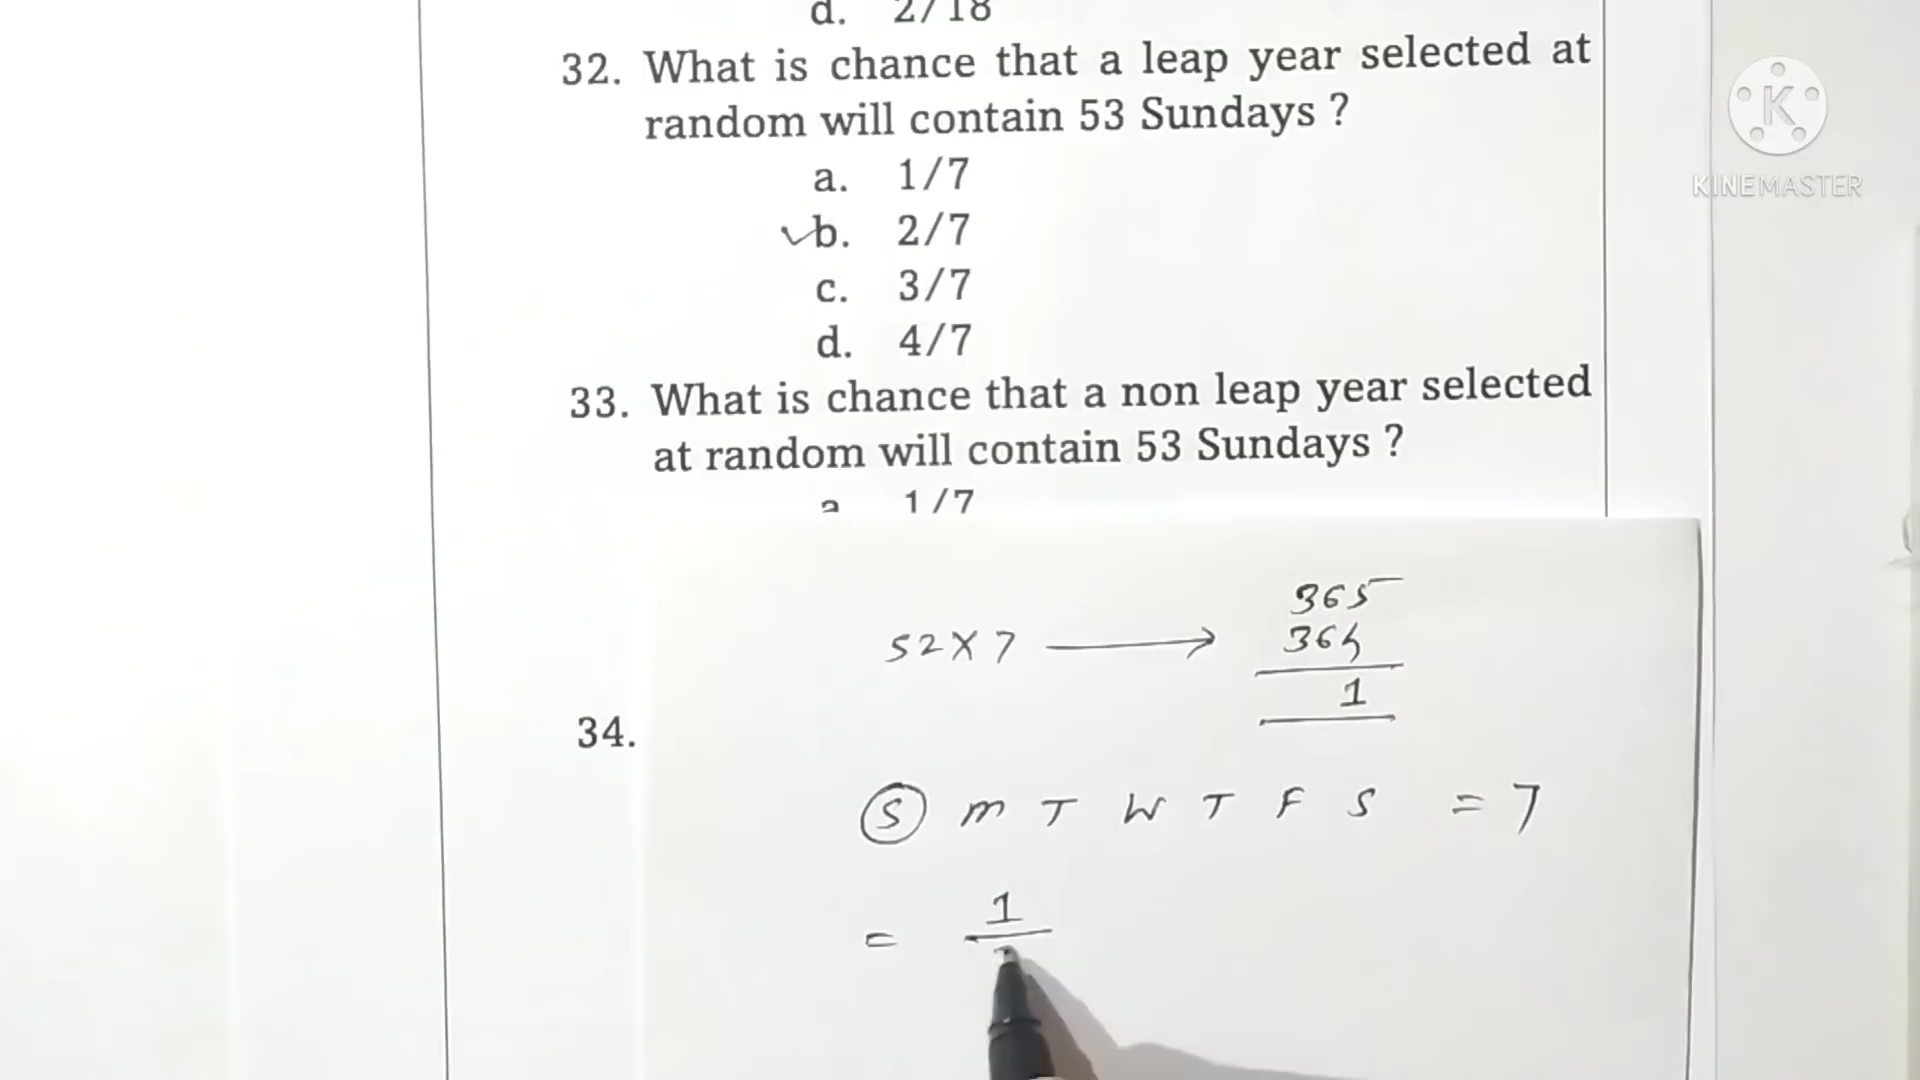 d. 2/18
32. What is chance that a leap year selected at
random will contain 53 Sundays ?
a. 1/7
b. 2/7
c. 3/7
d. 4/7
33. What is chance that a non leap year selected
at random will contain 53 Sundays ?
a 1/7
365
52 X 7 → 364
1
34.
S M T W T F S = 7
= 1
KINEMASTER